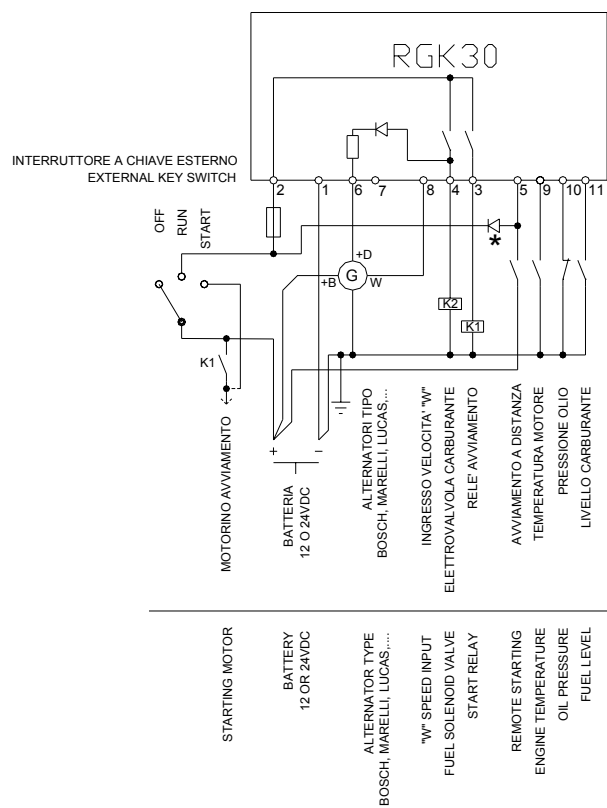 RGK30
INTERRUTTORE A CHIAVE ESTERNO
EXTERNAL KEY SWITCH
2 1 6 7 8 4 3 5 9 10 11
OFF
RUN
START
*
+D
+B G W
K2
K1
K1
+ −
MOTORINO AVVIAMENTO
BATTERIA
12 O 24VDC
ALTERNATORI TIPO
BOSCH, MARELLI, LUCAS,....
INGRESSO VELOCITA' "W"
ELETTROVALVOLA CARBURANTE
RELE' AVVIAMENTO
AVVIAMENTO A DISTANZA
TEMPERATURA MOTORE
PRESSIONE OLIO
LIVELLO CARBURANTE
STARTING MOTOR
BATTERY
12 OR 24VDC
ALTERNATOR TYPE
BOSCH, MARELLI, LUCAS,....
"W" SPEED INPUT
FUEL SOLENOID VALVE
START RELAY
REMOTE STARTING
ENGINE TEMPERATURE
OIL PRESSURE
FUEL LEVEL